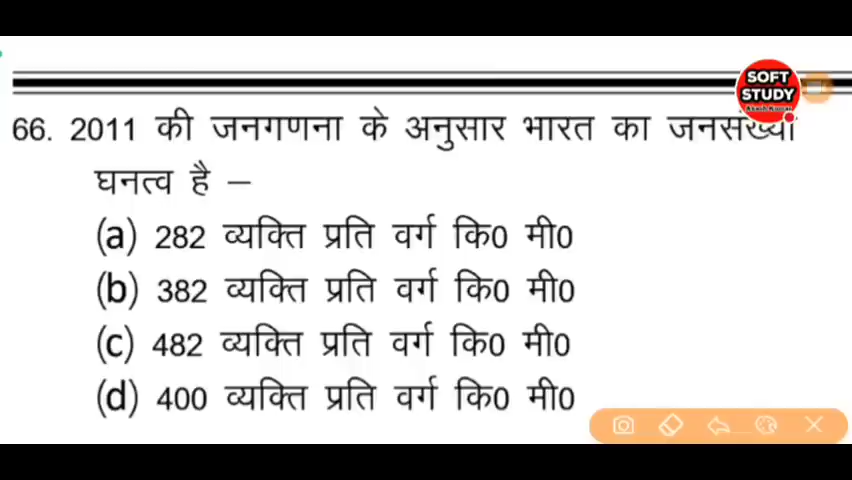 SOFT
STUDY
66. 2011 की जनगणना के अनुसार भारत का जनसंख्या
घनत्व है –
(a) 282 व्यक्ति प्रति वर्ग कि0 मी0
(b) 382 व्यक्ति प्रति वर्ग कि0 मी0
(c) 482 व्यक्ति प्रति वर्ग कि0 मी0
(d) 400 व्यक्ति प्रति वर्ग कि0 मी0